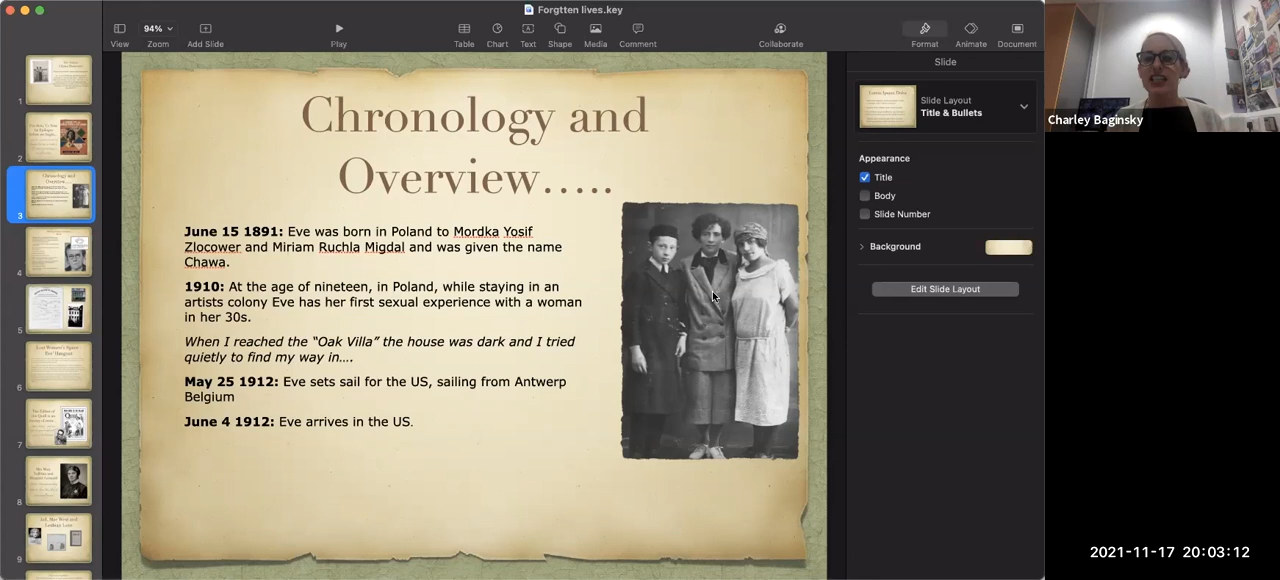 Forgtten lives.key
94%
View
Zoom
Add Slide
Play
Table
Chart
Text
Shape
Media
Comment
Collaborate
Format
Animate
Document
1
2
3
4
5
6
7
8
9
Chronology and
Overview.....
June 15 1891: Eve was born in Poland to Mordka Yosif
Zlocower and Miriam Ruchla Migdal and was given the name
Chawa.
1910: At the age of nineteen, in Poland, while staying in an
artists colony Eve has her first sexual experience with a woman
in her 30s.
When I reached the “Oak Villa” the house was dark and I tried
quietly to find my way in….
May 25 1912: Eve sets sail for the US, sailing from Antwerp
Belgium
June 4 1912: Eve arrives in the US.
Slide
Slide Layout
Title & Bullets
Appearance
Title
Body
Slide Number
Background
Edit Slide Layout
Charley Baginsky
2021-11-17 20:03:12